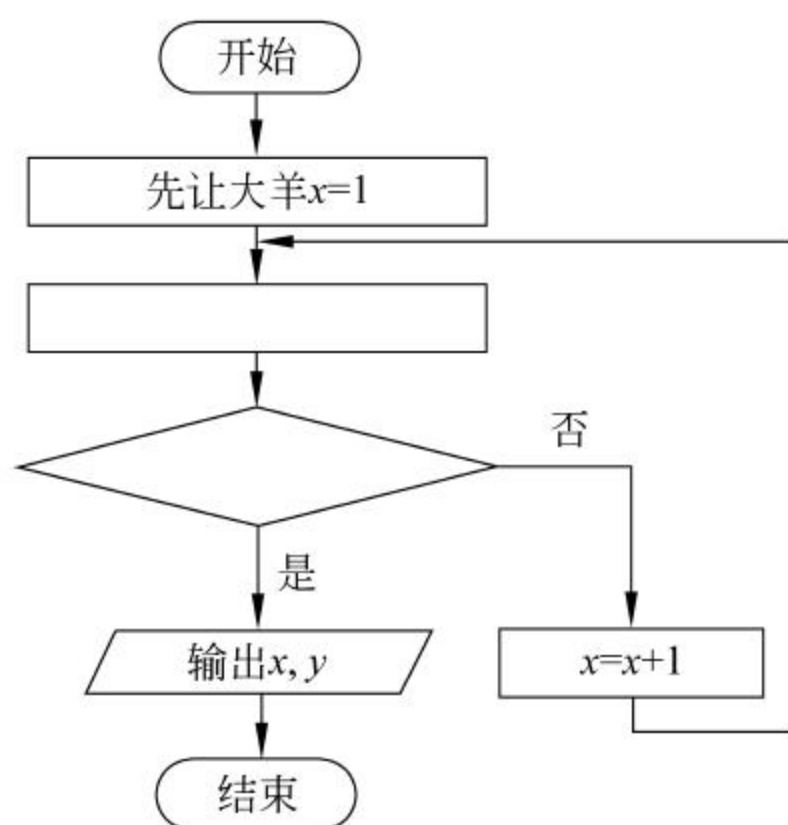 开始
先让大羊x=1
否
是
输出x, y
x=x+1
结束